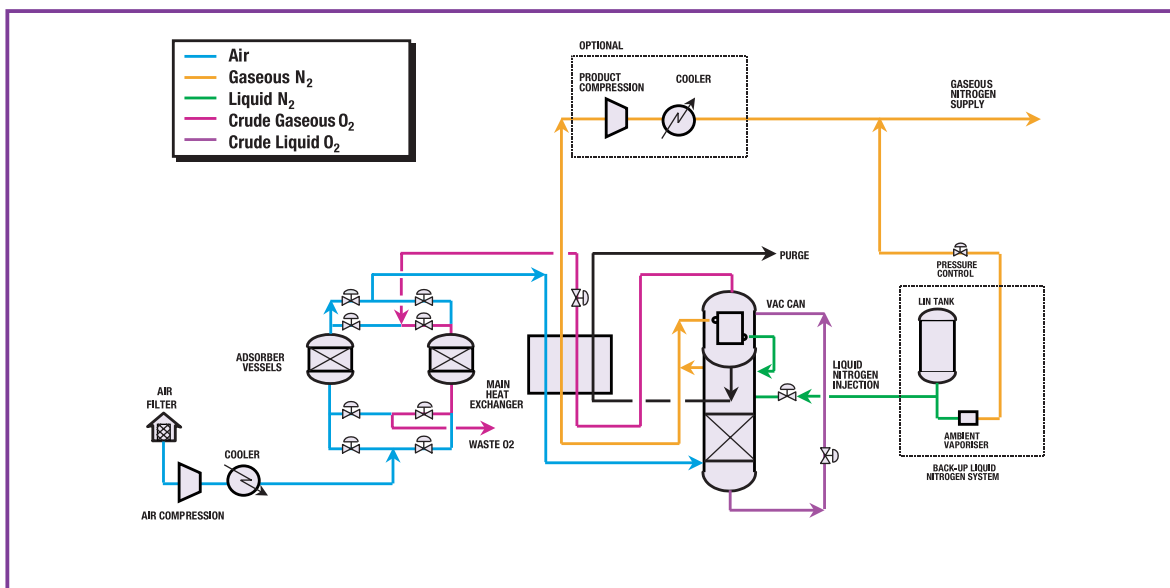 Air
Gaseous N₂
Liquid N₂
Crude Gaseous O₂
Crude Liquid O₂
OPTIONAL
PRODUCT
COMPRESSION
COOLER
GASEOUS
NITROGEN
SUPPLY
PURGE
PRESSURE
CONTROL
VAC CAN
LIN TANK
ADSORBER
VESSELS
MAIN
HEAT
EXCHANGER
LIQUID
NITROGEN
INJECTION
AIR
FILTER
WASTE O2
AMBIENT
VAPORISER
COOLER
BACK-UP LIQUID
NITROGEN SYSTEM
AIR COMPRESSION